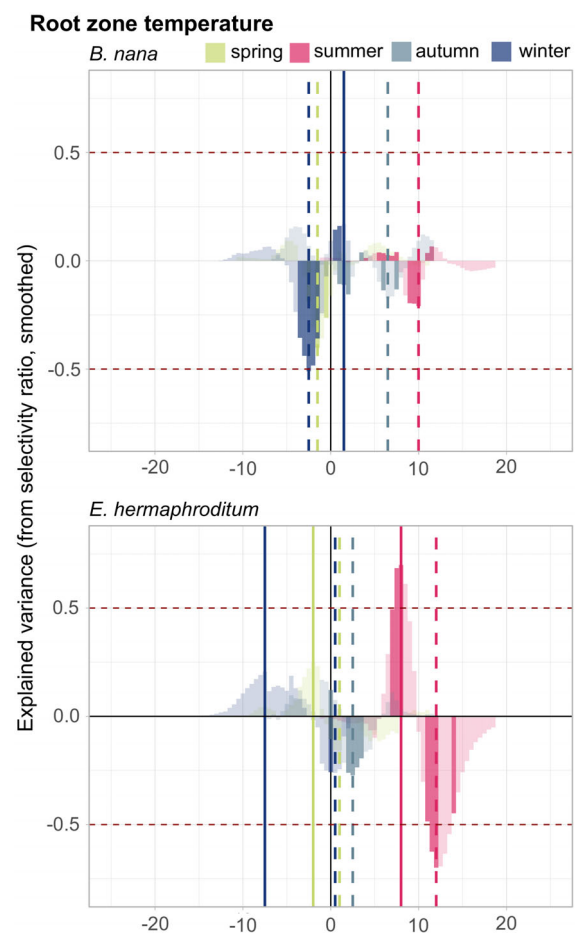 Root zone temperature
B. nana spring summer autumn winter
Explained variance (from selectivity ratio, smoothed)
0.5
0.0
-0.5
-20 -10 0 10 20
E. hermaphroditum
0.5
0.0
-0.5
-20 -10 0 10 20